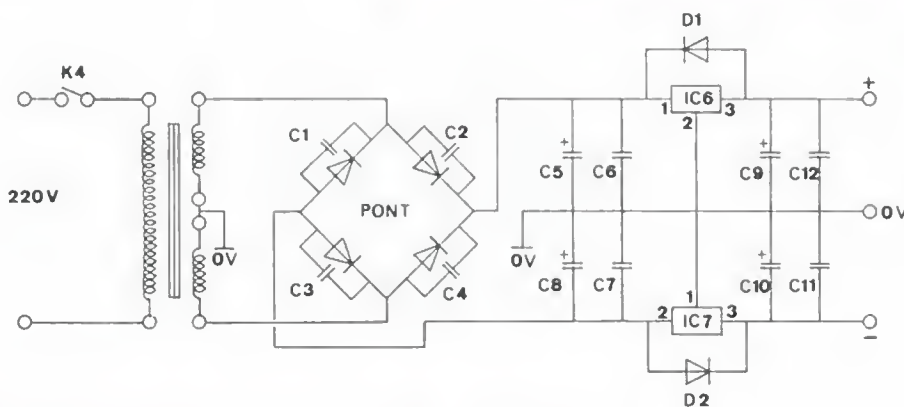 D1
K4
IC6
1 3
2
+
C1
C2
C5 C6
C9 C12
220V
PONT
0V
0V
0V
C3
C4
C8 C7
C10 C11
1
2 IC7 3
-
D2